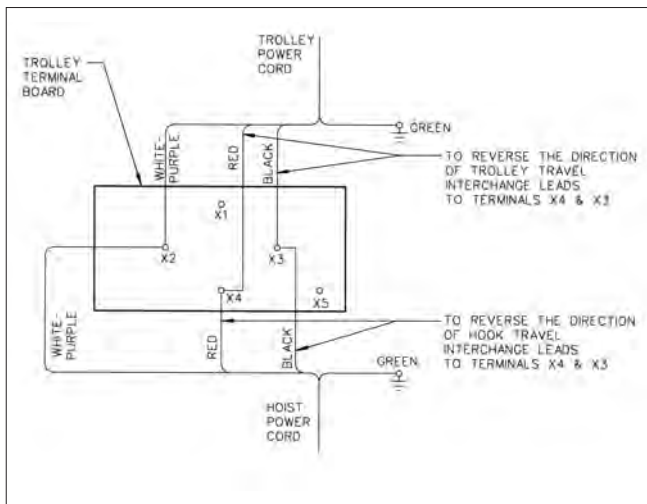 TROLLEY
POWER
CORD
TROLLEY
TERMINAL
BOARD
GREEN
WHITE-
PURPLE
RED
BLACK
TO REVERSE THE DIRECTION
OF TROLLEY TRAVEL
INTERCHANGE LEADS
TO TERMINALS X4 & X3
X1
X2
X3
X4
X5
WHITE-
PURPLE
RED
BLACK
TO REVERSE THE DIRECTION
OF HOOK TRAVEL
INTERCHANGE LEADS
TO TERMINALS X4 & X3
GREEN
HOIST
POWER
CORD